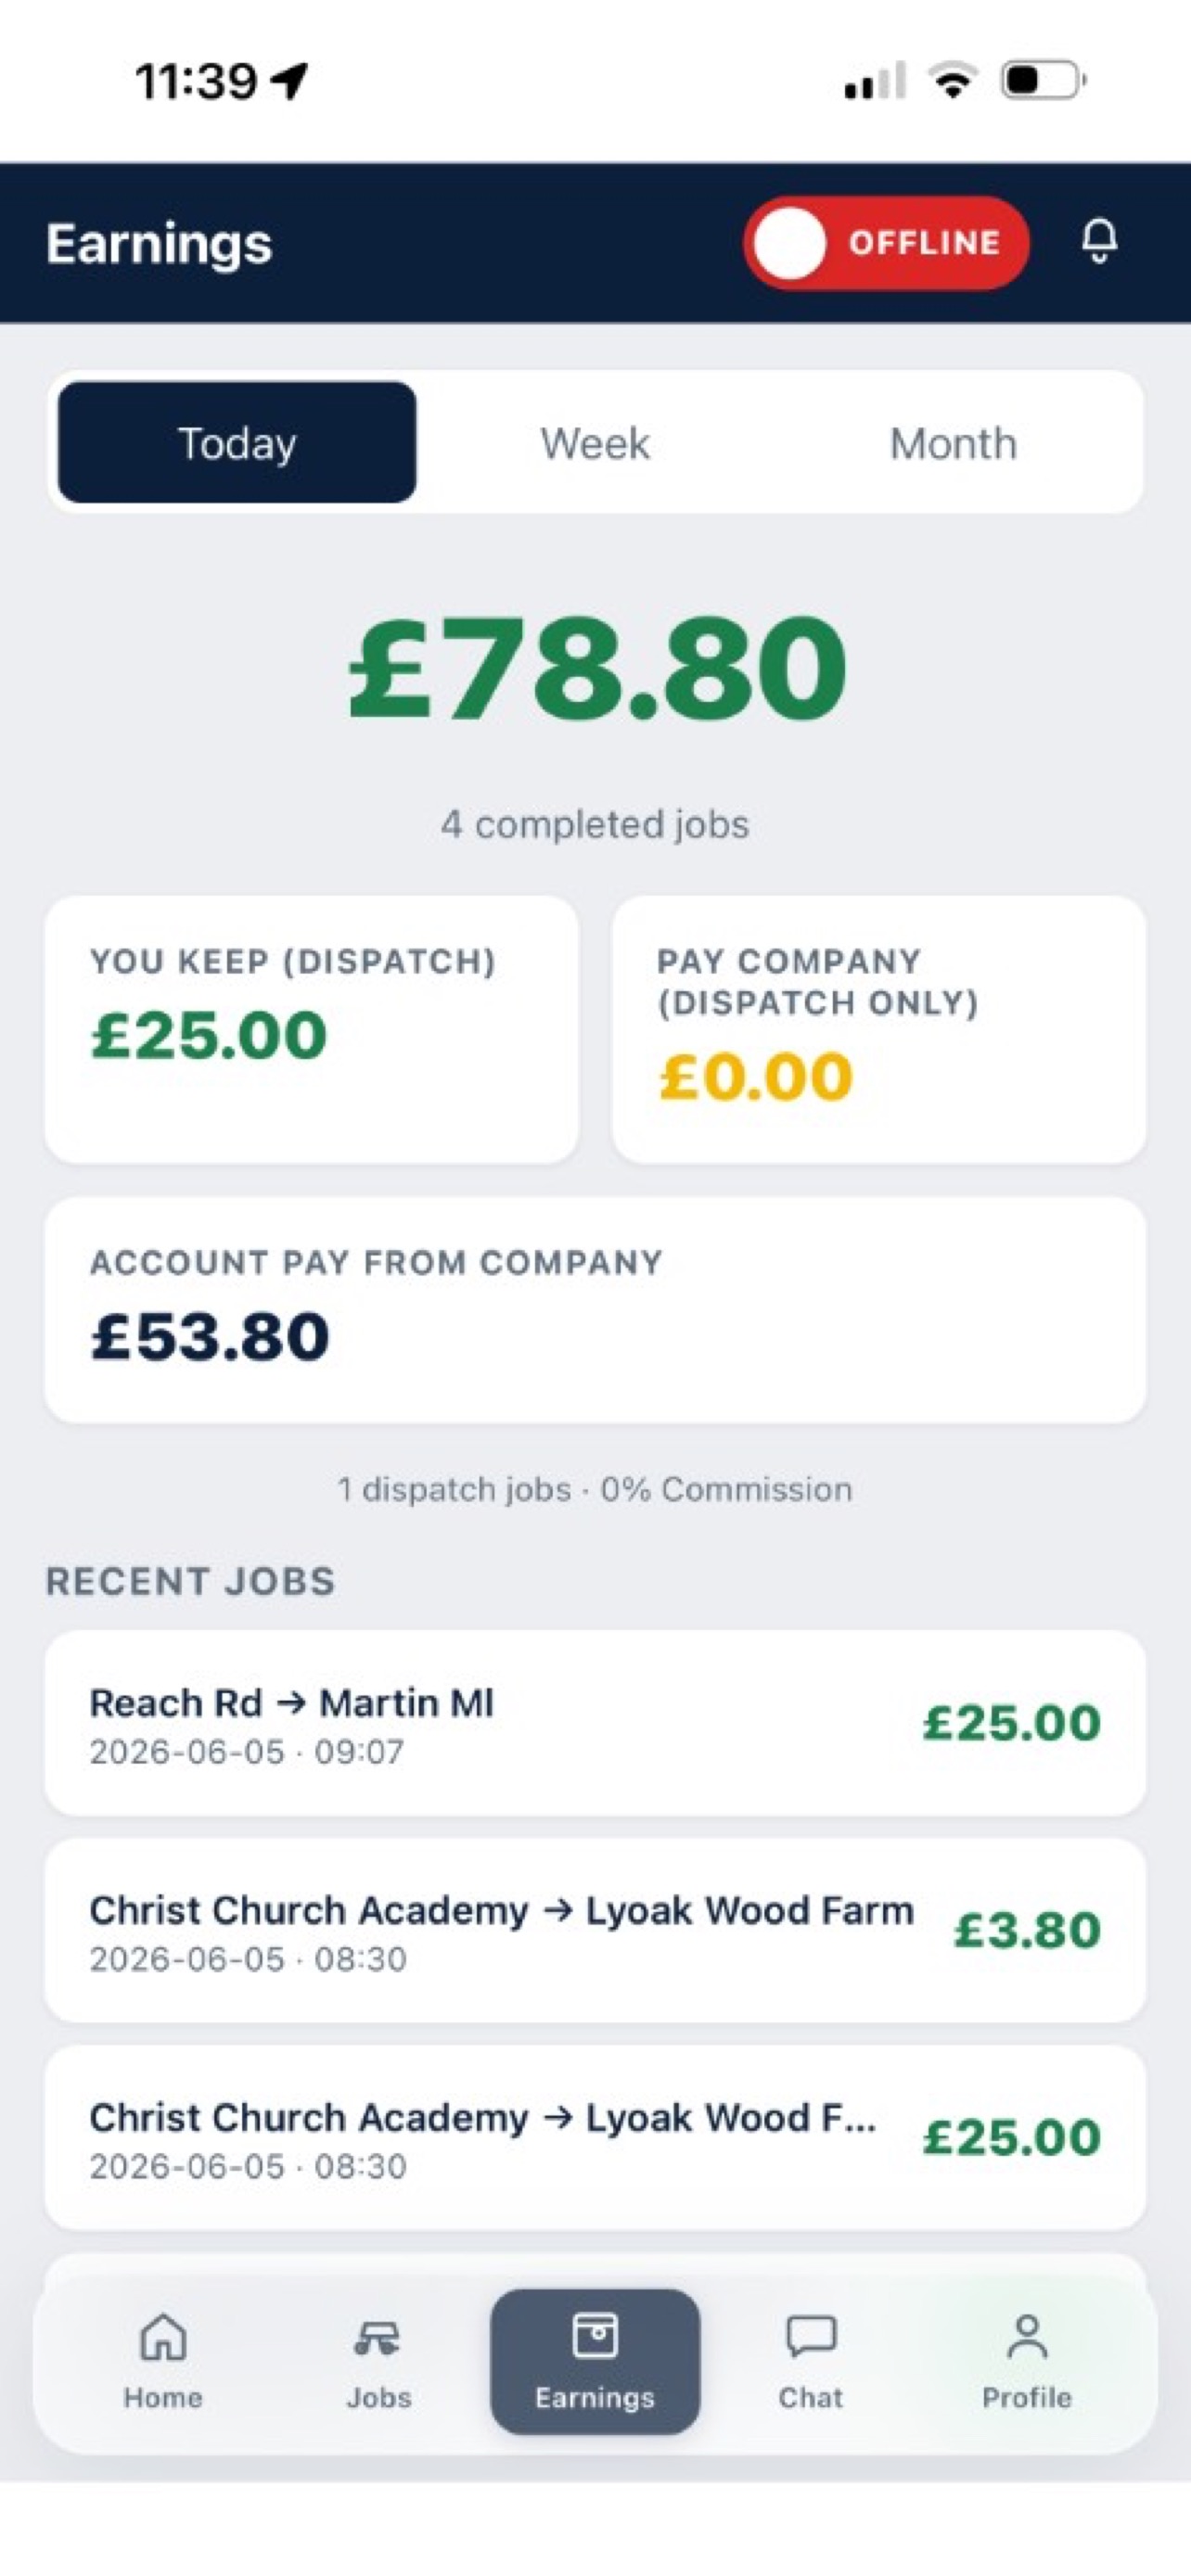 11:39
Earnings
OFFLINE
Today
Week
Month
£78.80
4 completed jobs
YOU KEEP (DISPATCH)
£25.00
PAY COMPANY
(DISPATCH ONLY)
£0.00
ACCOUNT PAY FROM COMPANY
£53.80
1 dispatch jobs · 0% Commission
RECENT JOBS
Reach Rd → Martin Ml
2026-06-05 · 09:07
£25.00
Christ Church Academy → Lyoak Wood Farm
2026-06-05 · 08:30
£3.80
Christ Church Academy → Lyoak Wood F...
2026-06-05 · 08:30
£25.00
Home
Jobs
Earnings
Chat
Profile